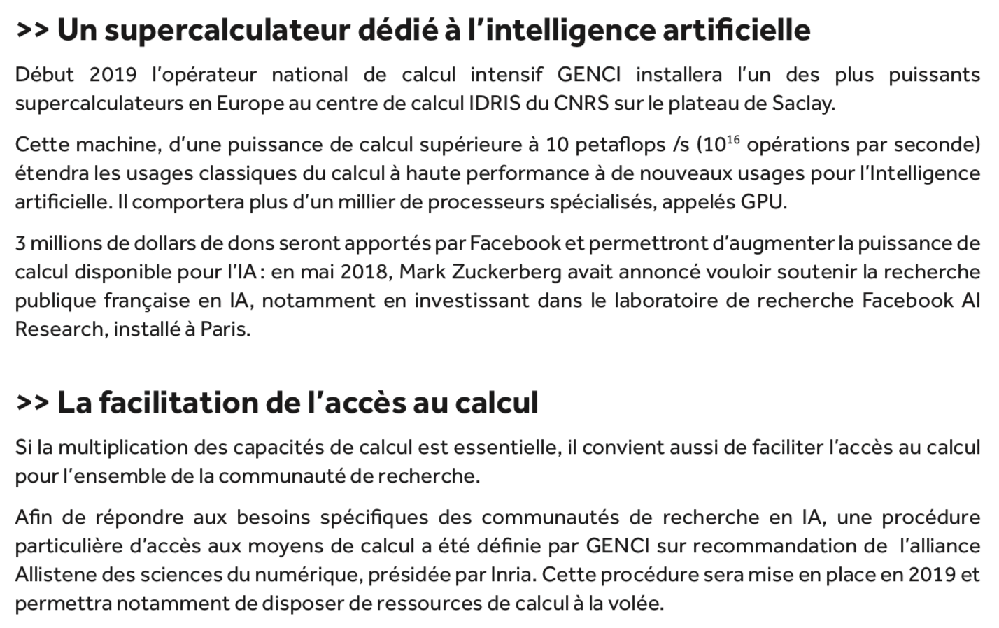 >> Un supercalculateur dédié à l’intelligence artificielle
Début 2019 l’opérateur national de calcul intensif GENCI installera l’un des plus puissants
supercalculateurs en Europe au centre de calcul IDRIS du CNRS sur le plateau de Saclay.
Cette machine, d’une puissance de calcul supérieure à 10 petaflops /s (10¹⁶ opérations par seconde)
étendra les usages classiques du calcul à haute performance à de nouveaux usages pour l’Intelligence
artificielle. Il comportera plus d’un millier de processeurs spécialisés, appelés GPU.
3 millions de dollars de dons seront apportés par Facebook et permettront d’augmenter la puissance de
calcul disponible pour l’IA : en mai 2018, Mark Zuckerberg avait annoncé vouloir soutenir la recherche
publique française en IA, notamment en investissant dans le laboratoire de recherche Facebook AI
Research, installé à Paris.
>> La facilitation de l’accès au calcul
Si la multiplication des capacités de calcul est essentielle, il convient aussi de faciliter l’accès au calcul
pour l’ensemble de la communauté de recherche.
Afin de répondre aux besoins spécifiques des communautés de recherche en IA, une procédure
particulière d’accès aux moyens de calcul a été définie par GENCI sur recommandation de l’alliance
Allistene des sciences du numérique, présidée par Inria. Cette procédure sera mise en place en 2019 et
permettra notamment de disposer de ressources de calcul à la volée.